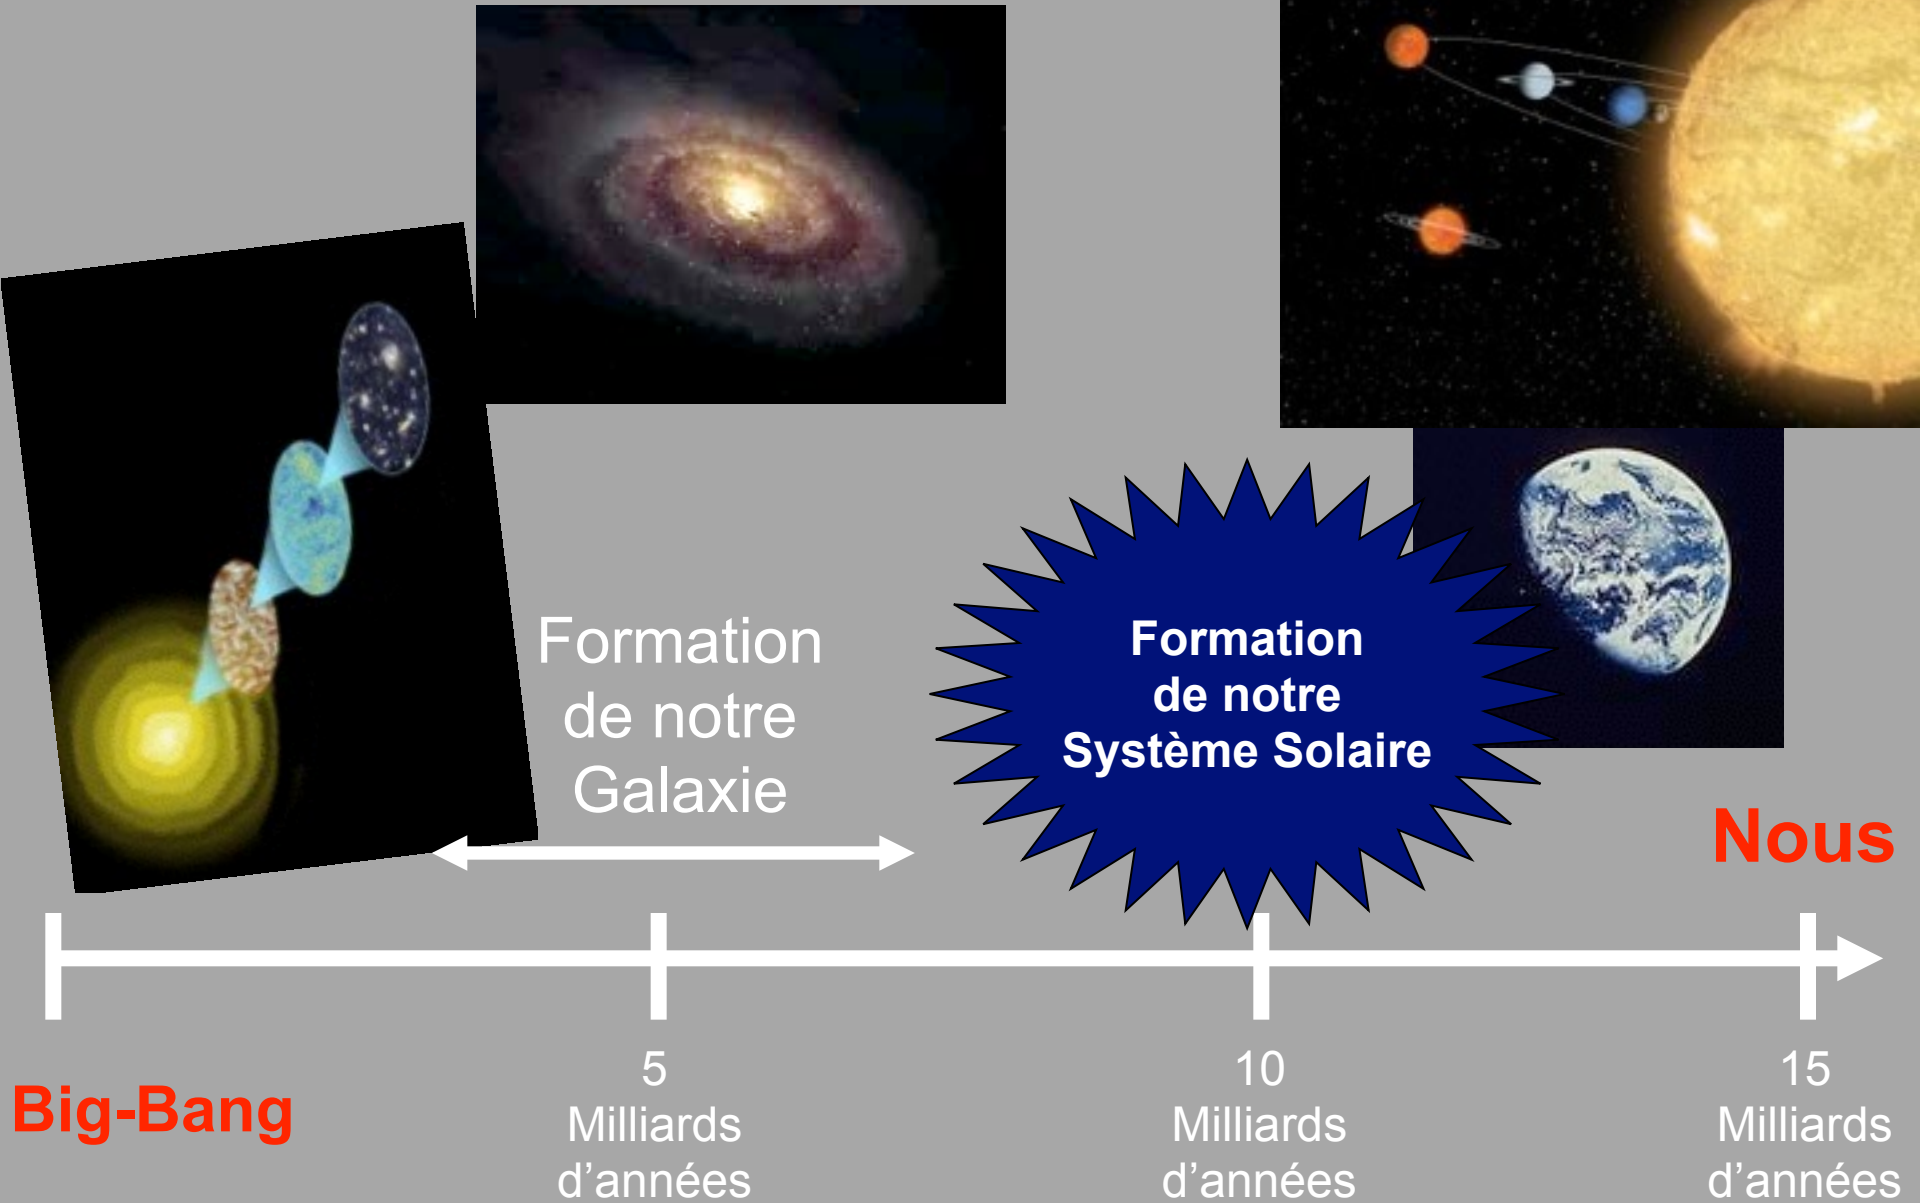 Formation
de notre
Galaxie
Formation
de notre
Système Solaire
Nous
Big-Bang
5
Milliards
d’années
10
Milliards
d’années
15
Milliards
d’années